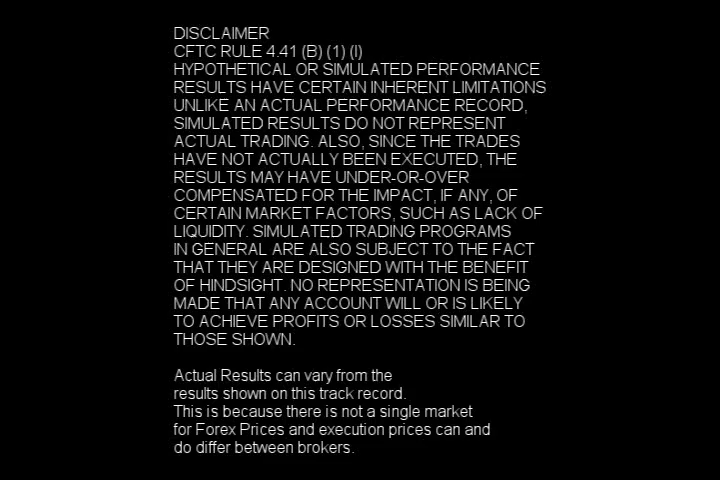 DISCLAIMER
CFTC RULE 4.41 (B) (1) (I)
HYPOTHETICAL OR SIMULATED PERFORMANCE
RESULTS HAVE CERTAIN INHERENT LIMITATIONS
UNLIKE AN ACTUAL PERFORMANCE RECORD,
SIMULATED RESULTS DO NOT REPRESENT
ACTUAL TRADING. ALSO, SINCE THE TRADES
HAVE NOT ACTUALLY BEEN EXECUTED, THE
RESULTS MAY HAVE UNDER-OR-OVER
COMPENSATED FOR THE IMPACT, IF ANY, OF
CERTAIN MARKET FACTORS, SUCH AS LACK OF
LIQUIDITY. SIMULATED TRADING PROGRAMS
IN GENERAL ARE ALSO SUBJECT TO THE FACT
THAT THEY ARE DESIGNED WITH THE BENEFIT
OF HINDSIGHT. NO REPRESENTATION IS BEING
MADE THAT ANY ACCOUNT WILL OR IS LIKELY
TO ACHIEVE PROFITS OR LOSSES SIMILAR TO
THOSE SHOWN.
Actual Results can vary from the
results shown on this track record.
This is because there is not a single market
for Forex Prices and execution prices can and
do differ between brokers.